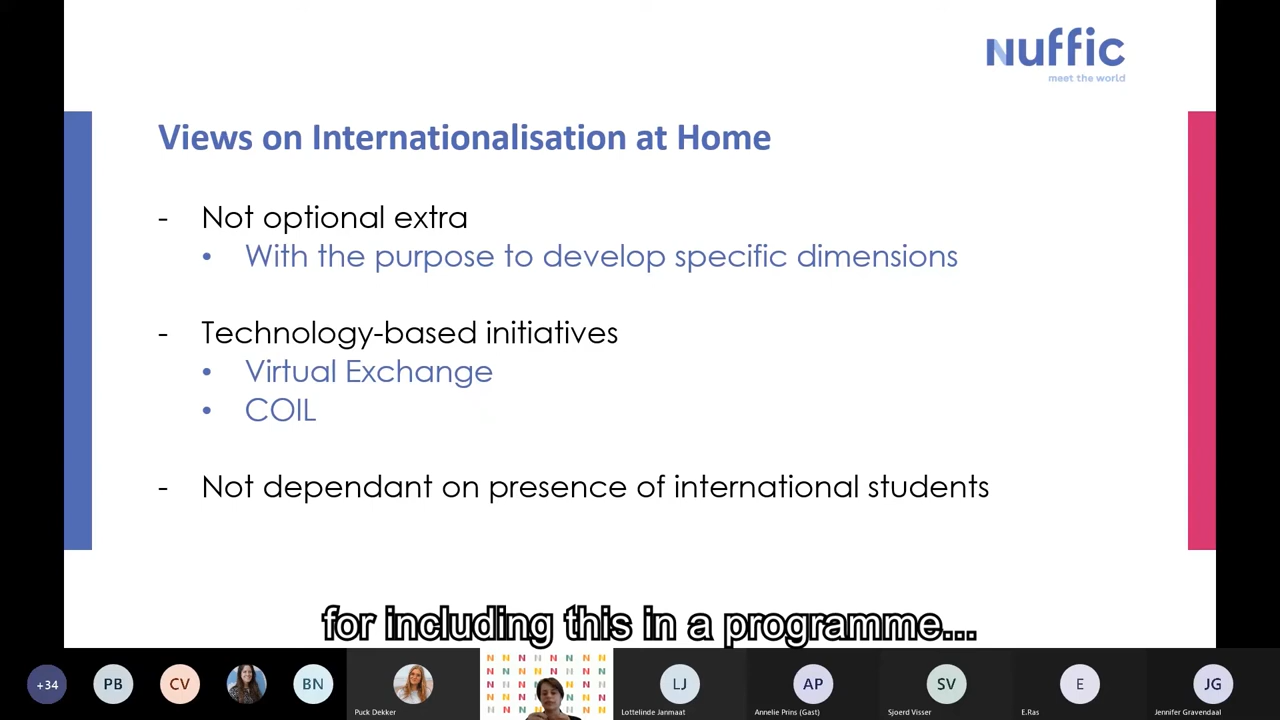 Nuffic
meet the world
Views on Internationalisation at Home
- Not optional extra
• With the purpose to develop specific dimensions
- Technology-based initiatives
• Virtual Exchange
• COIL
- Not dependant on presence of international students
for including this in a programme...
+34
PB
CV
BN
LJ
AP
SV
E
JG
Puck Dekker
Lottelinde Janmaat
Annelie Prins (Gast)
Sjoerd Visser
E.Ras
Jennifer Gravendaal